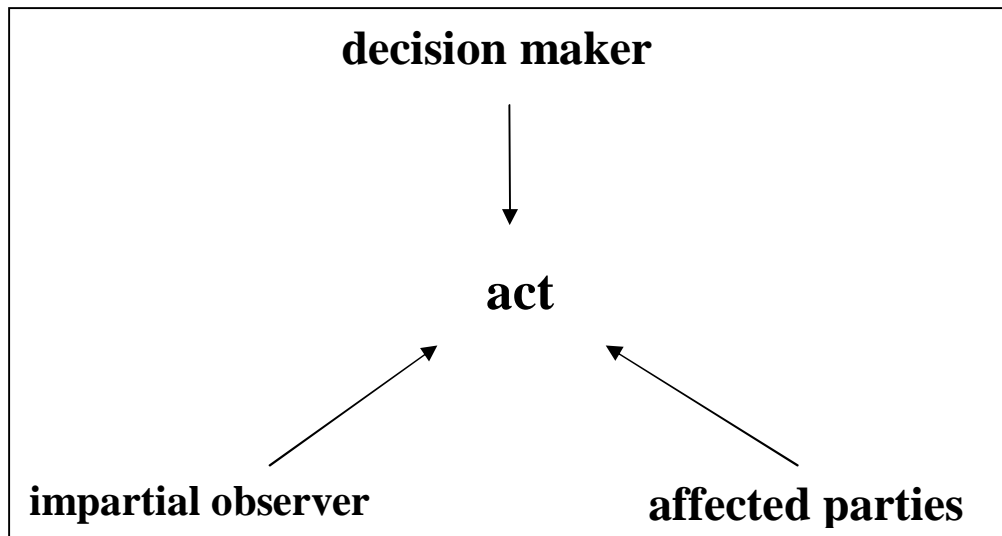 decision maker
act
impartial observer
affected parties